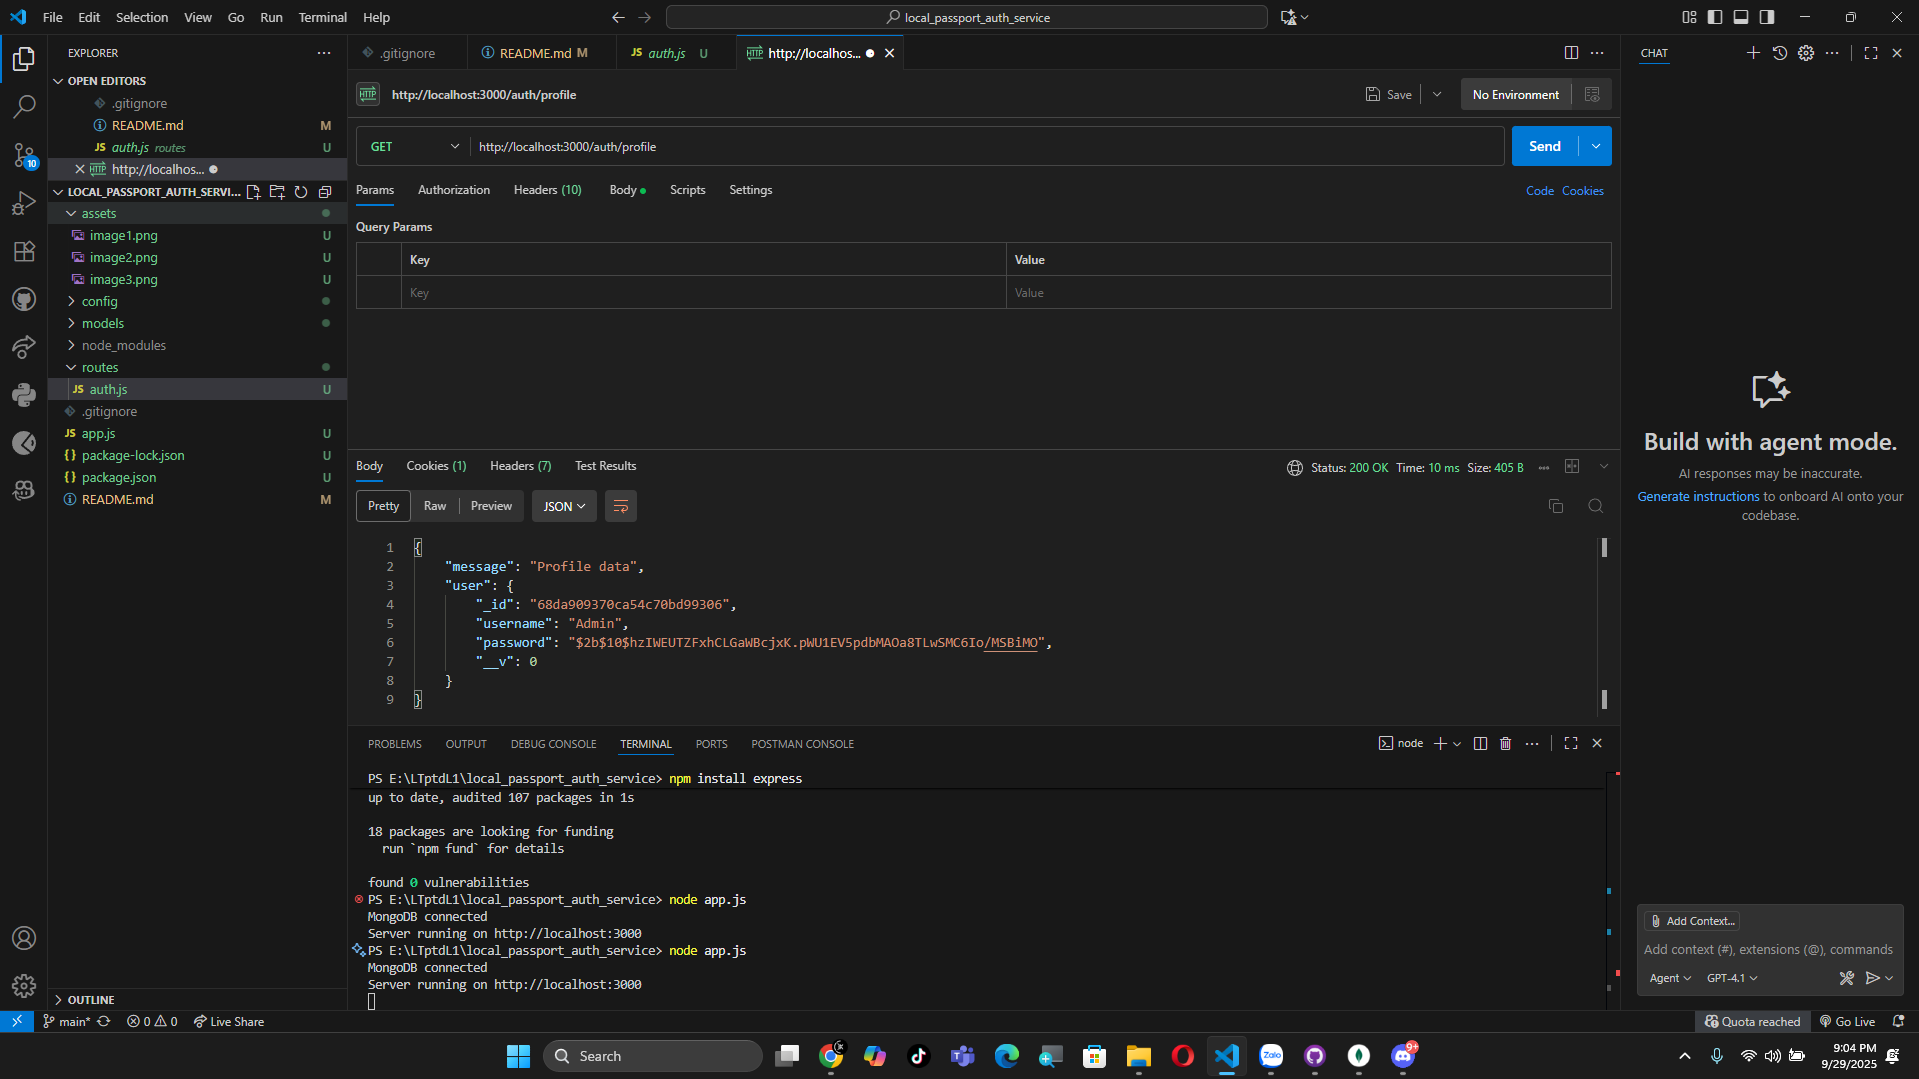 File Edit Selection View Go Run Terminal Help
local_passport_auth_service
EXPLORER
OPEN EDITORS
.gitignore
README.md M
auth.js routes U
http://localhos...
LOCAL_PASSPORT_AUTH_SERVI...
assets
image1.png U
image2.png U
image3.png U
config
models
node_modules
routes
auth.js U
.gitignore
app.js U
package-lock.json U
package.json U
README.md M
OUTLINE
10
.gitignore README.md M auth.js U http://localhos...
http://localhost:3000/auth/profile Save No Environment
GET http://localhost:3000/auth/profile Send
Params Authorization Headers (10) Body Scripts Settings Code Cookies
Query Params
Key Value
Key Value
Body Cookies (1) Headers (7) Test Results Status: 200 OK Time: 10 ms Size: 405 B
Pretty Raw Preview JSON
1 {
2 "message": "Profile data",
3 "user": {
4 "_id": "68da909370ca54c70bd99306",
5 "username": "Admin",
6 "password": "$2b$10$hzIWEUTZFxhCLGaWBcjxK.pWU1EV5pdbMAOa8TLwSMC6Io/MSBiMO",
7 "__v": 0
8 }
9 }
PROBLEMS OUTPUT DEBUG CONSOLE TERMINAL PORTS POSTMAN CONSOLE node
PS E:\LTptdL1\local_passport_auth_service> npm install express
up to date, audited 107 packages in 1s
18 packages are looking for funding
run `npm fund` for details
found 0 vulnerabilities
PS E:\LTptdL1\local_passport_auth_service> node app.js
MongoDB connected
Server running on http://localhost:3000
PS E:\LTptdL1\local_passport_auth_service> node app.js
MongoDB connected
Server running on http://localhost:3000
CHAT
Build with agent mode.
AI responses may be inaccurate.
Generate instructions to onboard AI onto your
codebase.
Add Context...
Add context (#), extensions (@), commands
Agent GPT-4.1
main* 0 0 Live Share Quota reached Go Live
Search
Zalo
9+
9:04 PM
9/29/2025